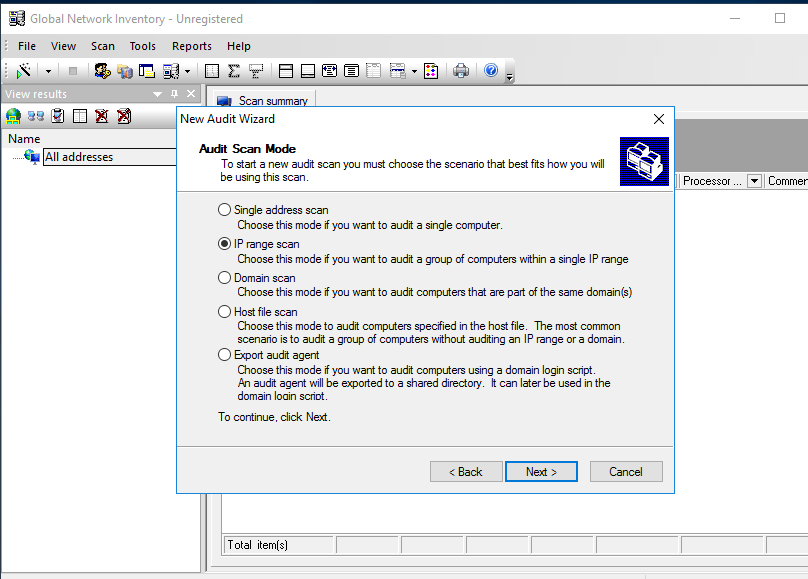 Global Network Inventory - Unregistered
File View Scan Tools Reports Help
View results
Scan summary
Name
All addresses
Processor ...
Commer
New Audit Wizard
Audit Scan Mode
To start a new audit scan you must choose the scenario that best fits how you will
be using this scan.
Single address scan
Choose this mode if you want to audit a single computer.
IP range scan
Choose this mode if you want to audit a group of computers within a single IP range
Domain scan
Choose this mode if you want to audit computers that are part of the same domain(s)
Host file scan
Choose this mode to audit computers specified in the host file. The most common
scenario is to audit a group of computers without auditing an IP range or a domain.
Export audit agent
Choose this mode if you want to audit computers using a domain login script.
An audit agent will be exported to a shared directory. It can later be used in the
domain login script.
To continue, click Next.
< Back
Next >
Cancel
Total item(s)